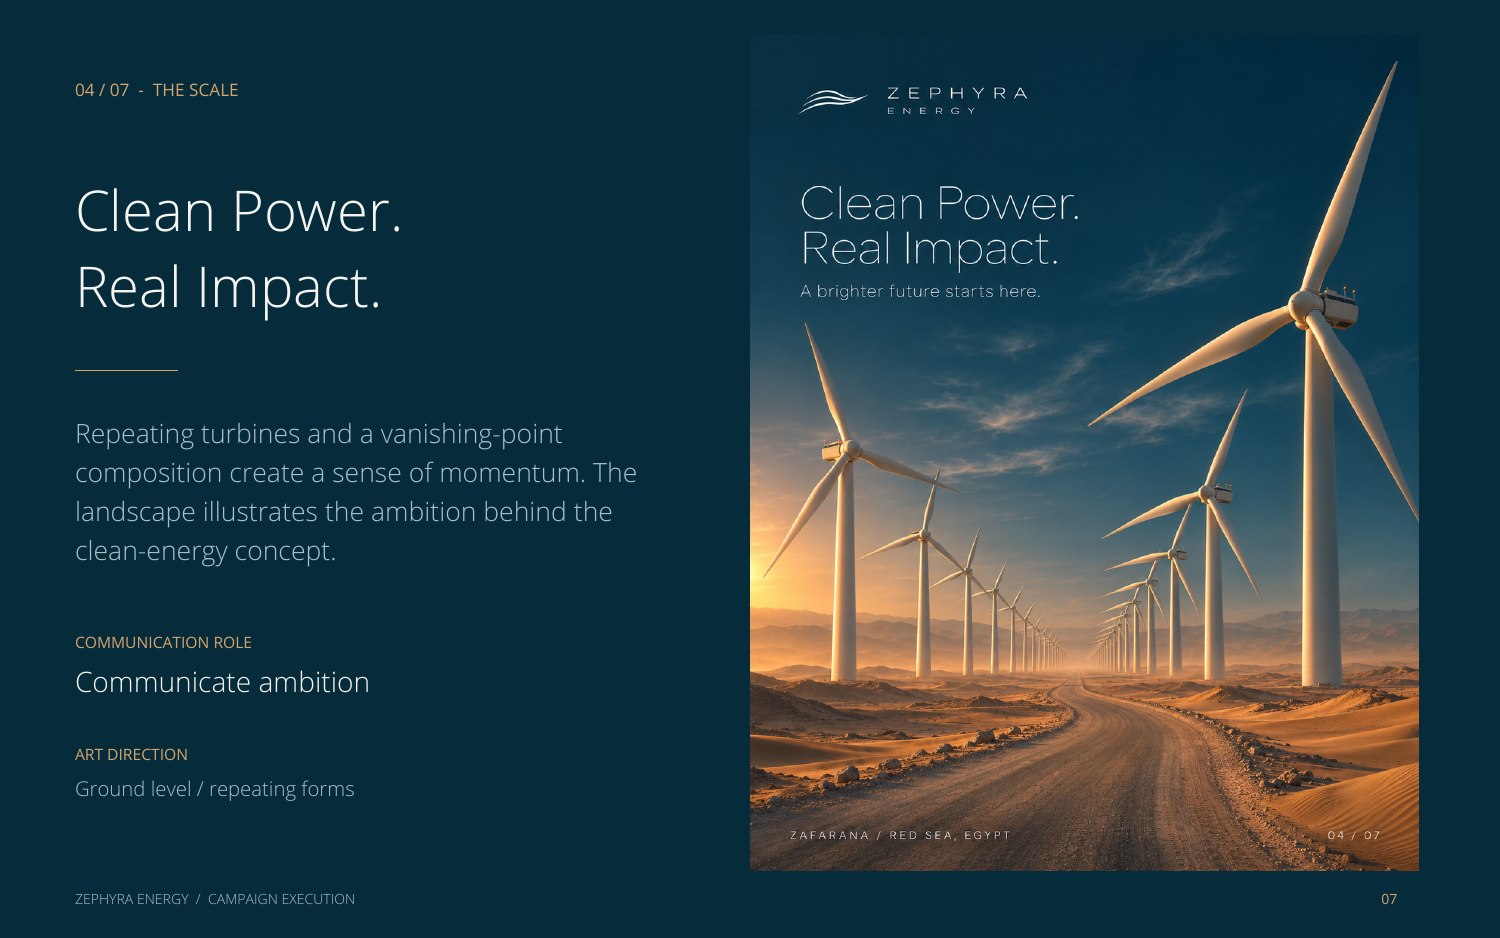 04 / 07 - THE SCALE
Clean Power.
Real Impact.
Repeating turbines and a vanishing-point
composition create a sense of momentum. The
landscape illustrates the ambition behind the
clean-energy concept.
COMMUNICATION ROLE
Communicate ambition
ART DIRECTION
Ground level / repeating forms
ZEPHYRA ENERGY / CAMPAIGN EXECUTION
ZEPHYRA
ENERGY
Clean Power.
Real Impact.
A brighter future starts here.
ZAFARANA / RED SEA, EGYPT
04 / 07
07